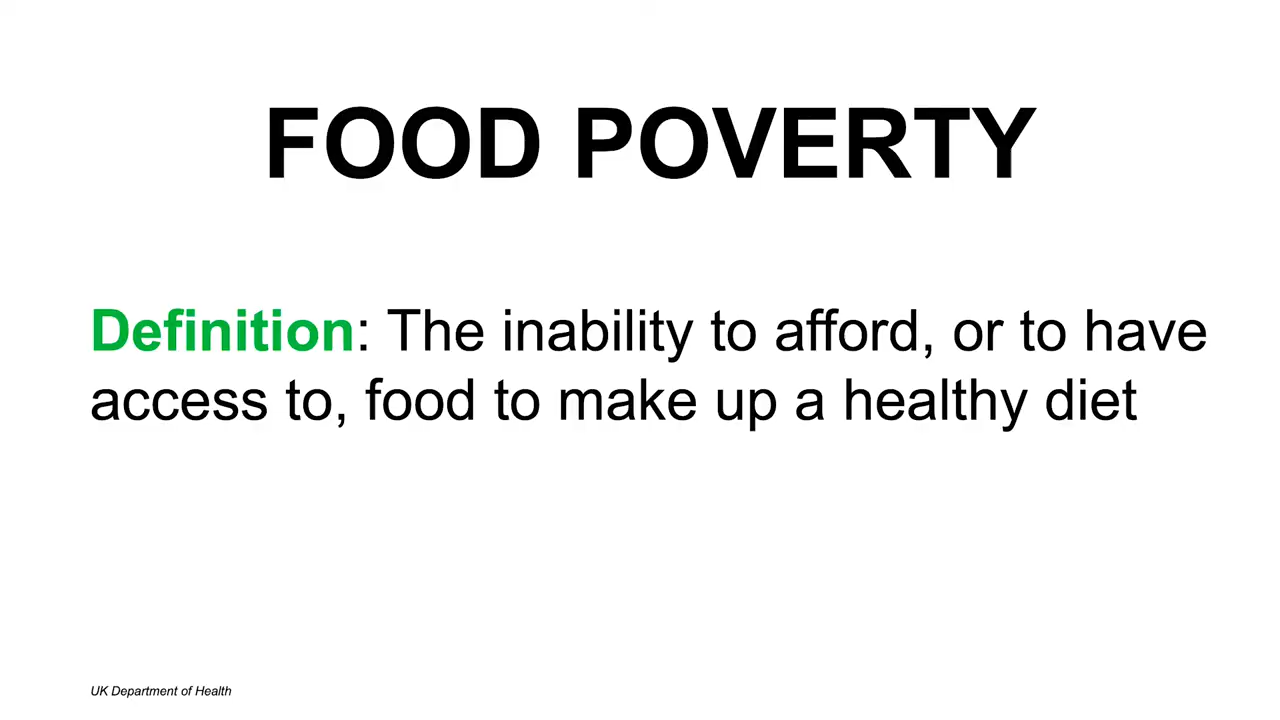 FOOD POVERTY
Definition: The inability to afford, or to have
access to, food to make up a healthy diet
UK Department of Health